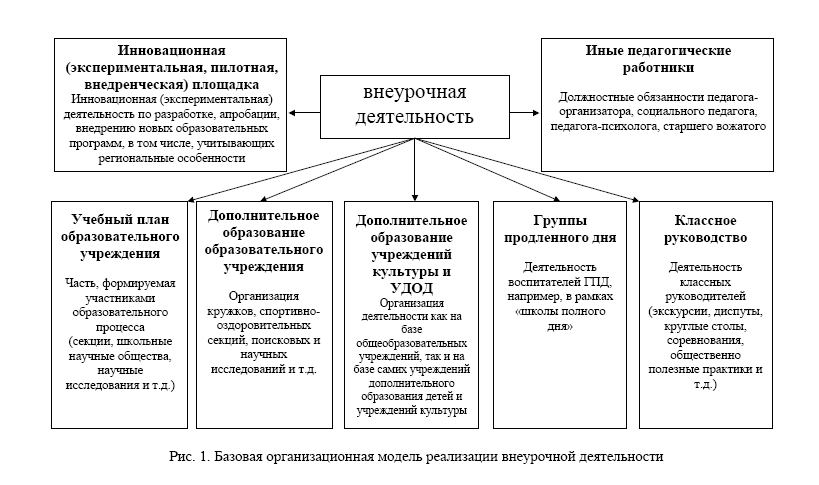 Инновационная
(экспериментальная, пилотная,
внедренческая) площадка
Инновационная (экспериментальная)
деятельность по разработке, апробации,
внедрению новых образовательных
программ, в том числе, учитывающих
региональные особенности
внеурочная
деятельность
Иные педагогические
работники
Должностные обязанности педагога-
организатора, социального педагога,
педагога-психолога, старшего вожатого
Учебный план
образовательного
учреждения
Часть, формируемая
участниками
образовательного
процесса
(секции, школьные
научные общества,
научные
исследования и т.д.)
Дополнительное
образование
образовательного
учреждения
Организация
кружков, спортивно-
оздоровительных
секций, поисковых и
научных
исследований и т.д.
Дополнительное
образование
учреждений
культуры и
УДОД
Организация
деятельности как на
базе
общеобразовательных
учреждений, так и на
базе самих учреждений
дополнительного
образования детей и
учреждений культуры
Группы
продленного дня
Деятельность
воспитателей ГПД,
например, в рамках
«школы полного
дня»
Классное
руководство
Деятельность
классных
руководителей
(экскурсии, диспуты,
круглые столы,
соревнования,
общественно
полезные практики и
т.д.)
Рис. 1. Базовая организационная модель реализации внеурочной деятельности